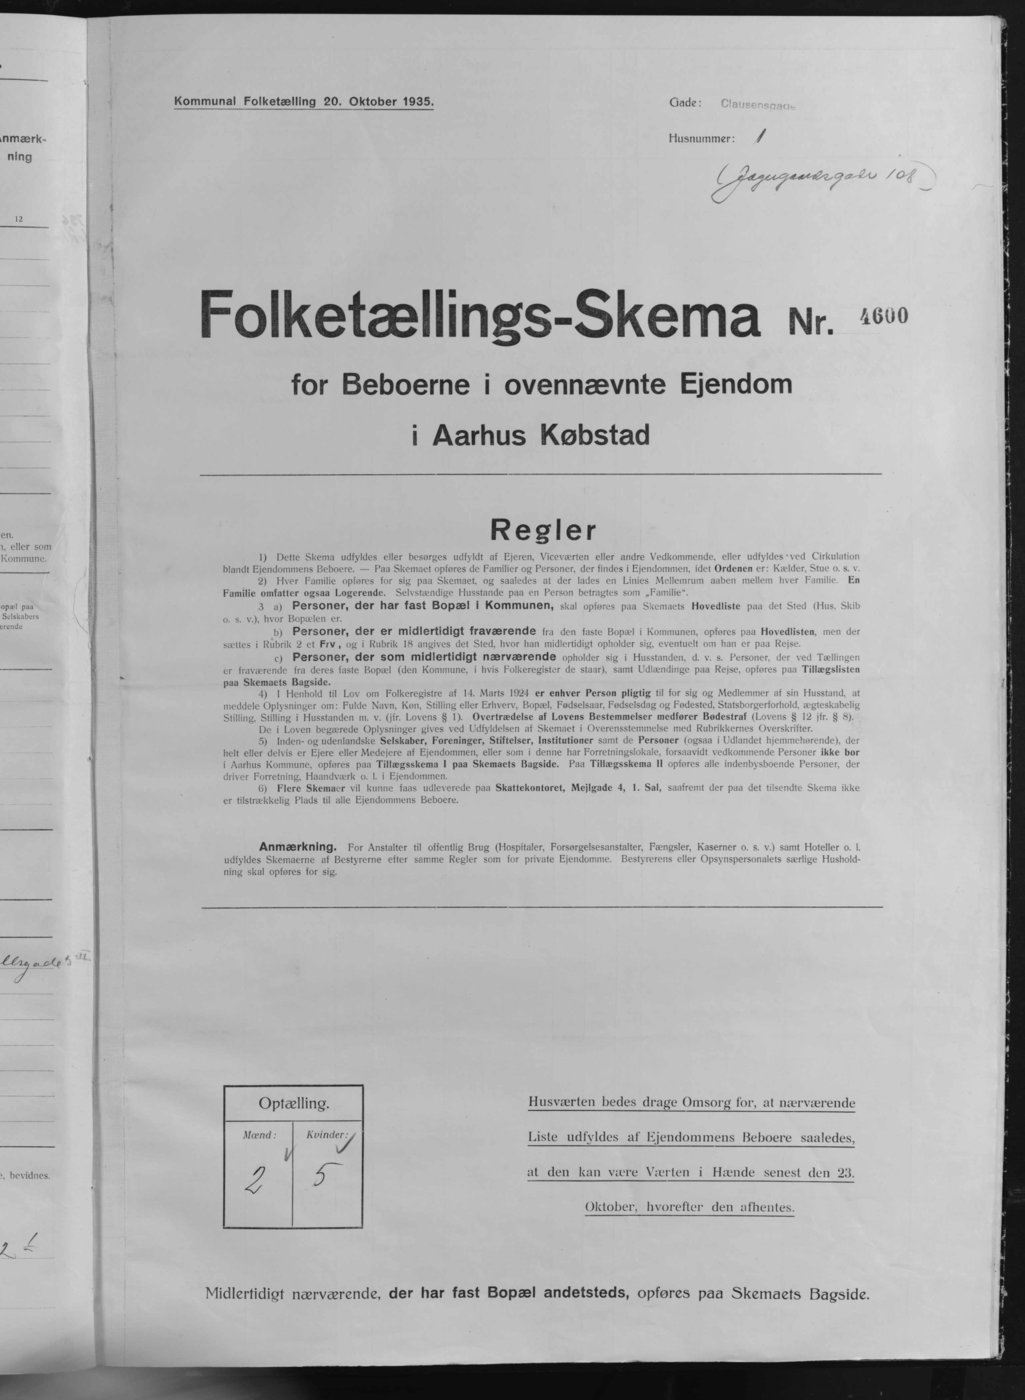 nmærk-
ning
12
en.
n, eller som
Kommune.
opæl paa
Selskabers
erende
e, bevidnes.
Kommunal Folketælling 20. Oktober 1935.
Gade: Clausensgade
Husnummer: 1
Folketællings-Skema Nr. 4600
for Beboerne i ovennævnte Ejendom
i Aarhus Købstad
Regler
1) Dette Skema udfyldes eller besørges udfyldt af Ejeren, Viceværten eller andre Vedkommende, eller udfyldes ved Cirkulation
blandt Ejendommens Beboere. — Paa Skemaet opføres de Familier og Personer, der findes i Ejendommen, idet Ordenen er: Kælder, Stue o. s. v.
2) Hver Familie opføres for sig paa Skemaet, og saaledes at der lades en Linies Mellemrum aaben mellem hver Familie. En
Familie omfatter ogsaa Logerende. Selvstændige Husstande paa en Person betragtes som „Familie".
3 a) Personer, der har fast Bopæl i Kommunen, skal opføres paa Skemaets Hovedliste paa det Sted (Hus, Skib
o. s. v.), hvor Bopælen er.
b) Personer, der er midlertidigt fraværende fra den faste Bopæl i Kommunen, opføres paa Hovedlisten, men der
sættes i Rubrik 2 et Frv, og i Rubrik 18 angives det Sted, hvor han midlertidigt opholder sig, eventuelt om han er paa Rejse.
c) Personer, der som midlertidigt nærværende opholder sig i Husstanden, d. v. s. Personer, der ved Tællingen
er fraværende fra deres faste Bopæl (den Kommune, i hvis Folkeregister de staar), samt Udlændinge paa Rejse, opføres paa Tillægslisten
paa Skemaets Bagside.
4) I Henhold til Lov om Folkeregistre af 14. Marts 1924 er enhver Person pligtig til for sig og Medlemmer af sin Husstand, at
meddele Oplysninger om: Fulde Navn, Køn, Stilling eller Erhverv, Bopæl, Fødselsaar, Fødselsdag og Fødested, Statsborgerforhold, ægteskabelig
Stilling, Stilling i Husstanden m. v. (jfr. Lovens § 1). Overtrædelse af Lovens Bestemmelser medfører Bødestraf (Lovens § 12 jfr. § 8).
De i Loven begærede Oplysninger gives ved Udfyldelsen af Skemaet i Overensstemmelse med Rubrikkernes Overskrifter.
5) Inden- og udenlandske Selskaber, Foreninger, Stiftelser, Institutioner samt de Personer (ogsaa i Udlandet hjemmehørende), der
helt eller delvis er Ejere eller Medejere af Ejendommen, eller som i denne har Forretningslokale, forsaavidt vedkommende Personer ikke bor
i Aarhus Kommune, opføres paa Tillægsskema I paa Skemaets Bagside. Paa Tillægsskema II opføres alle indenbysboende Personer, der
driver Forretning, Haandværk o. l. i Ejendommen.
6) Flere Skemaer vil kunne faas udleverede paa Skattekontoret, Mejlgade 4, 1. Sal, saafremt der paa det tilsendte Skema ikke
er tilstrækkelig Plads til alle Ejendommens Beboere.
Anmærkning. For Anstalter til offentlig Brug (Hospitaler, Forsørgelsesanstalter, Fængsler, Kaserner o. s. v.) samt Hoteller o. l.
udfyldes Skemaerne af Bestyrerne efter samme Regler som for private Ejendomme. Bestyrerens eller Opsynspersonalets særlige Hushold-
ning skal opføres for sig.
Optælling.
Mænd: Kvinder:
2 5
Husværten bedes drage Omsorg for, at nærværende
Liste udfyldes af Ejendommens Beboere saaledes,
at den kan være Værten i Hænde senest den 23.
Oktober, hvorefter den afhentes.
Midlertidigt nærværende, der har fast Bopæl andetsteds, opføres paa Skemaets Bagside.